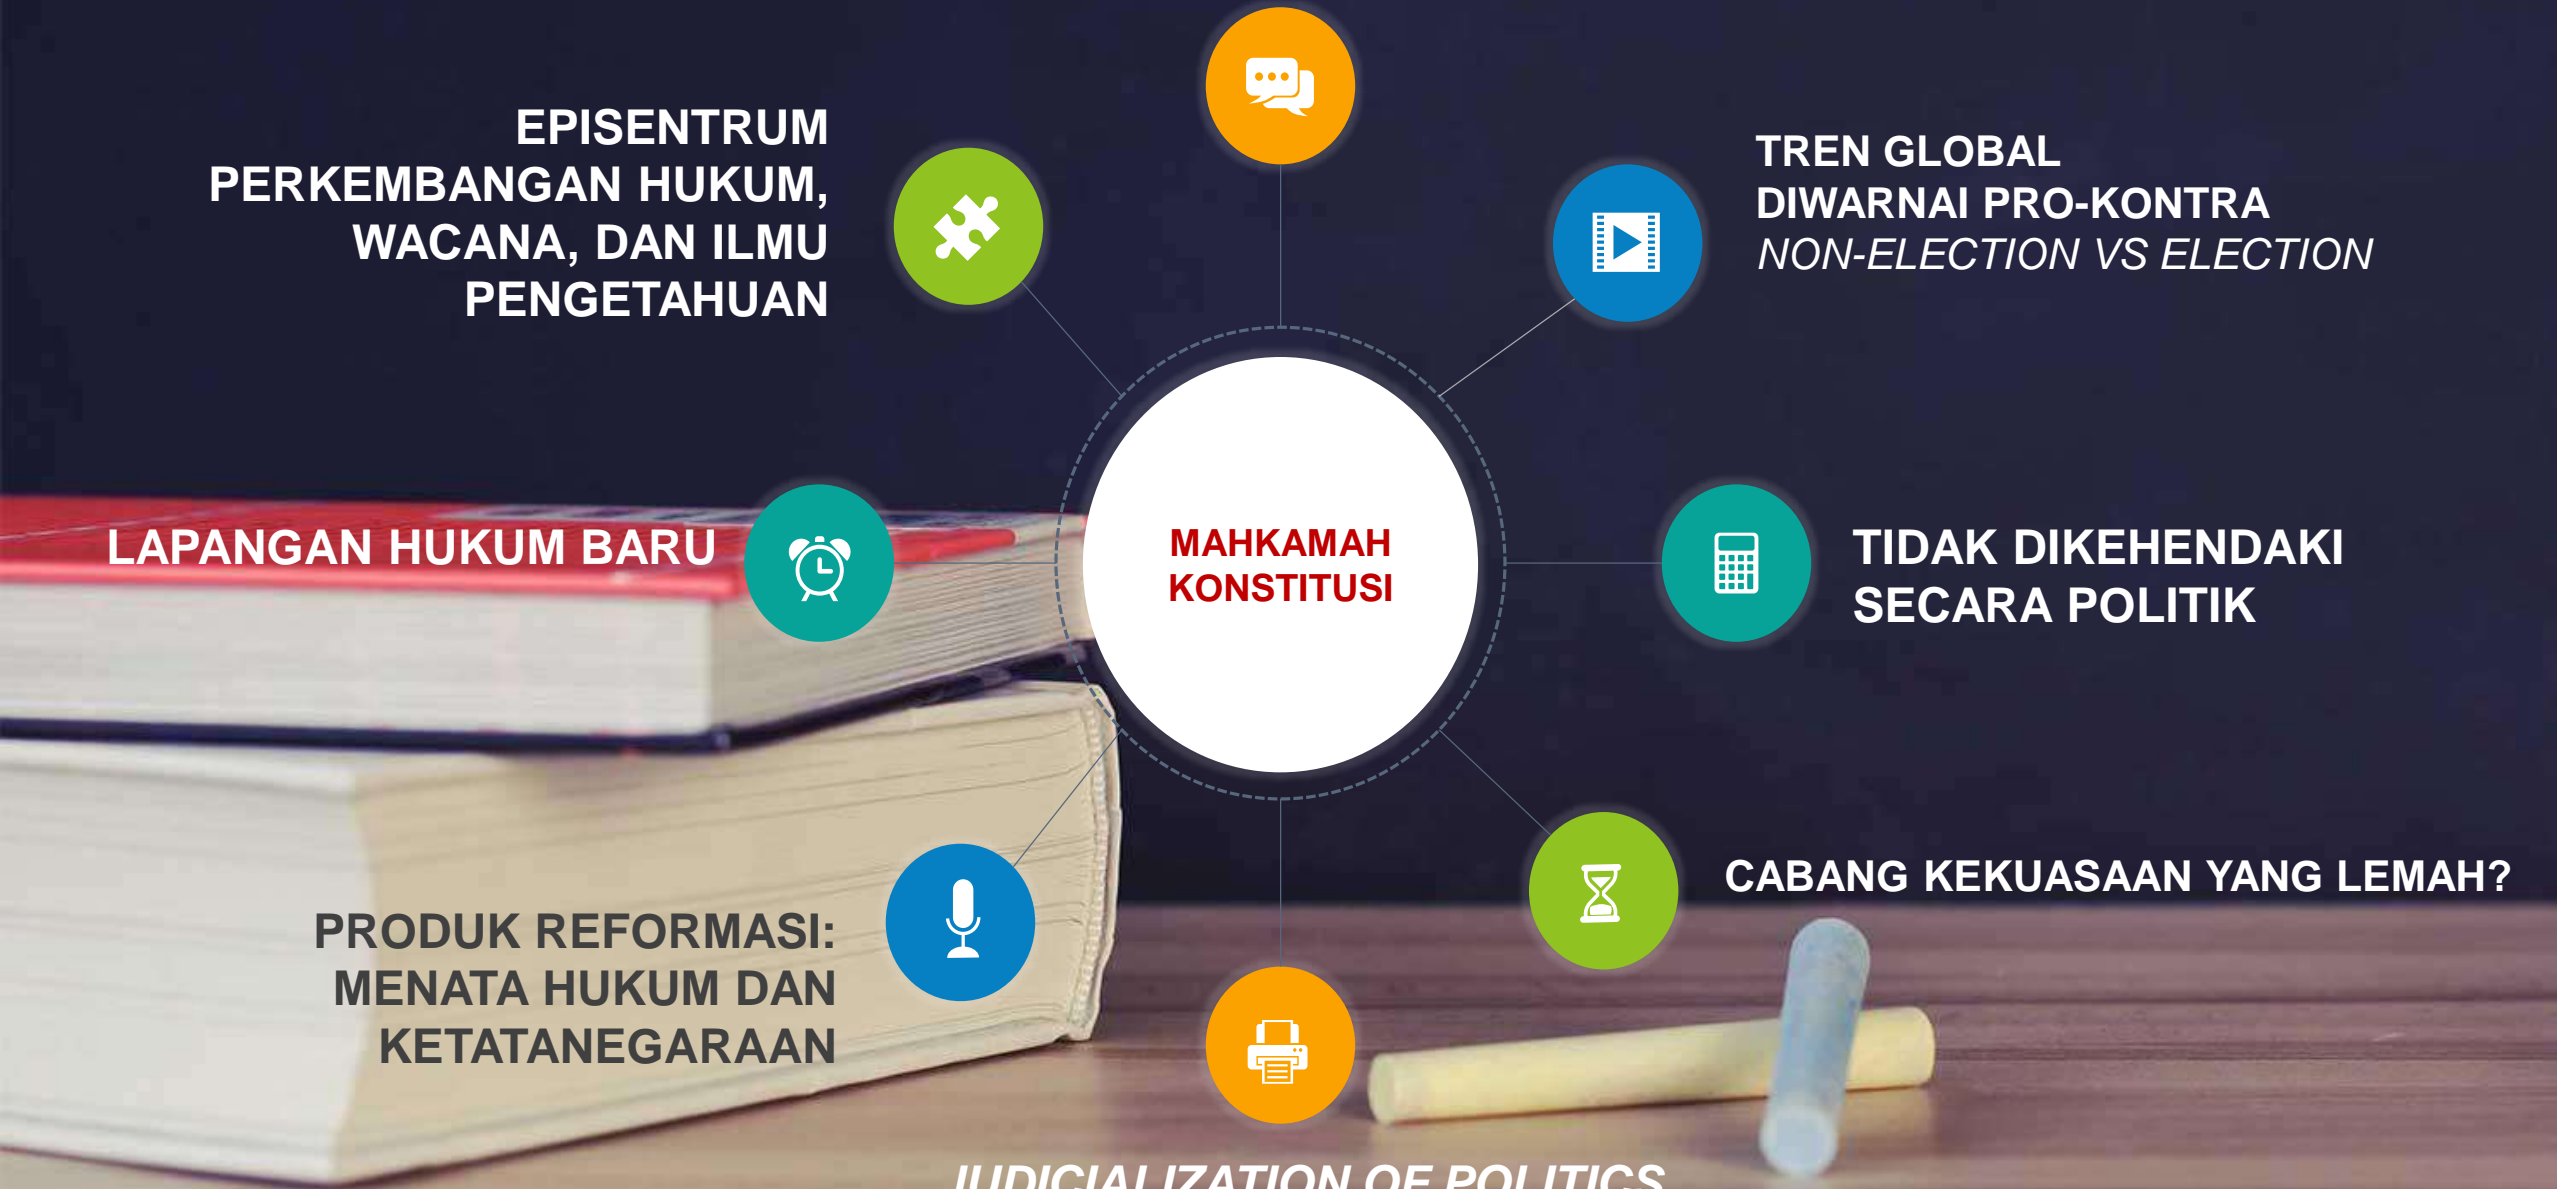 EPISENTRUM
PERKEMBANGAN HUKUM,
WACANA, DAN ILMU
PENGETAHUAN
TREN GLOBAL
DIWARNAI PRO-KONTRA
NON-ELECTION VS ELECTION
LAPANGAN HUKUM BARU
MAHKAMAH
KONSTITUSI
TIDAK DIKEHENDAKI
SECARA POLITIK
CABANG KEKUASAAN YANG LEMAH?
PRODUK REFORMASI:
MENATA HUKUM DAN
KETATANEGARAAN
JUDICIALIZATION OF POLITICS